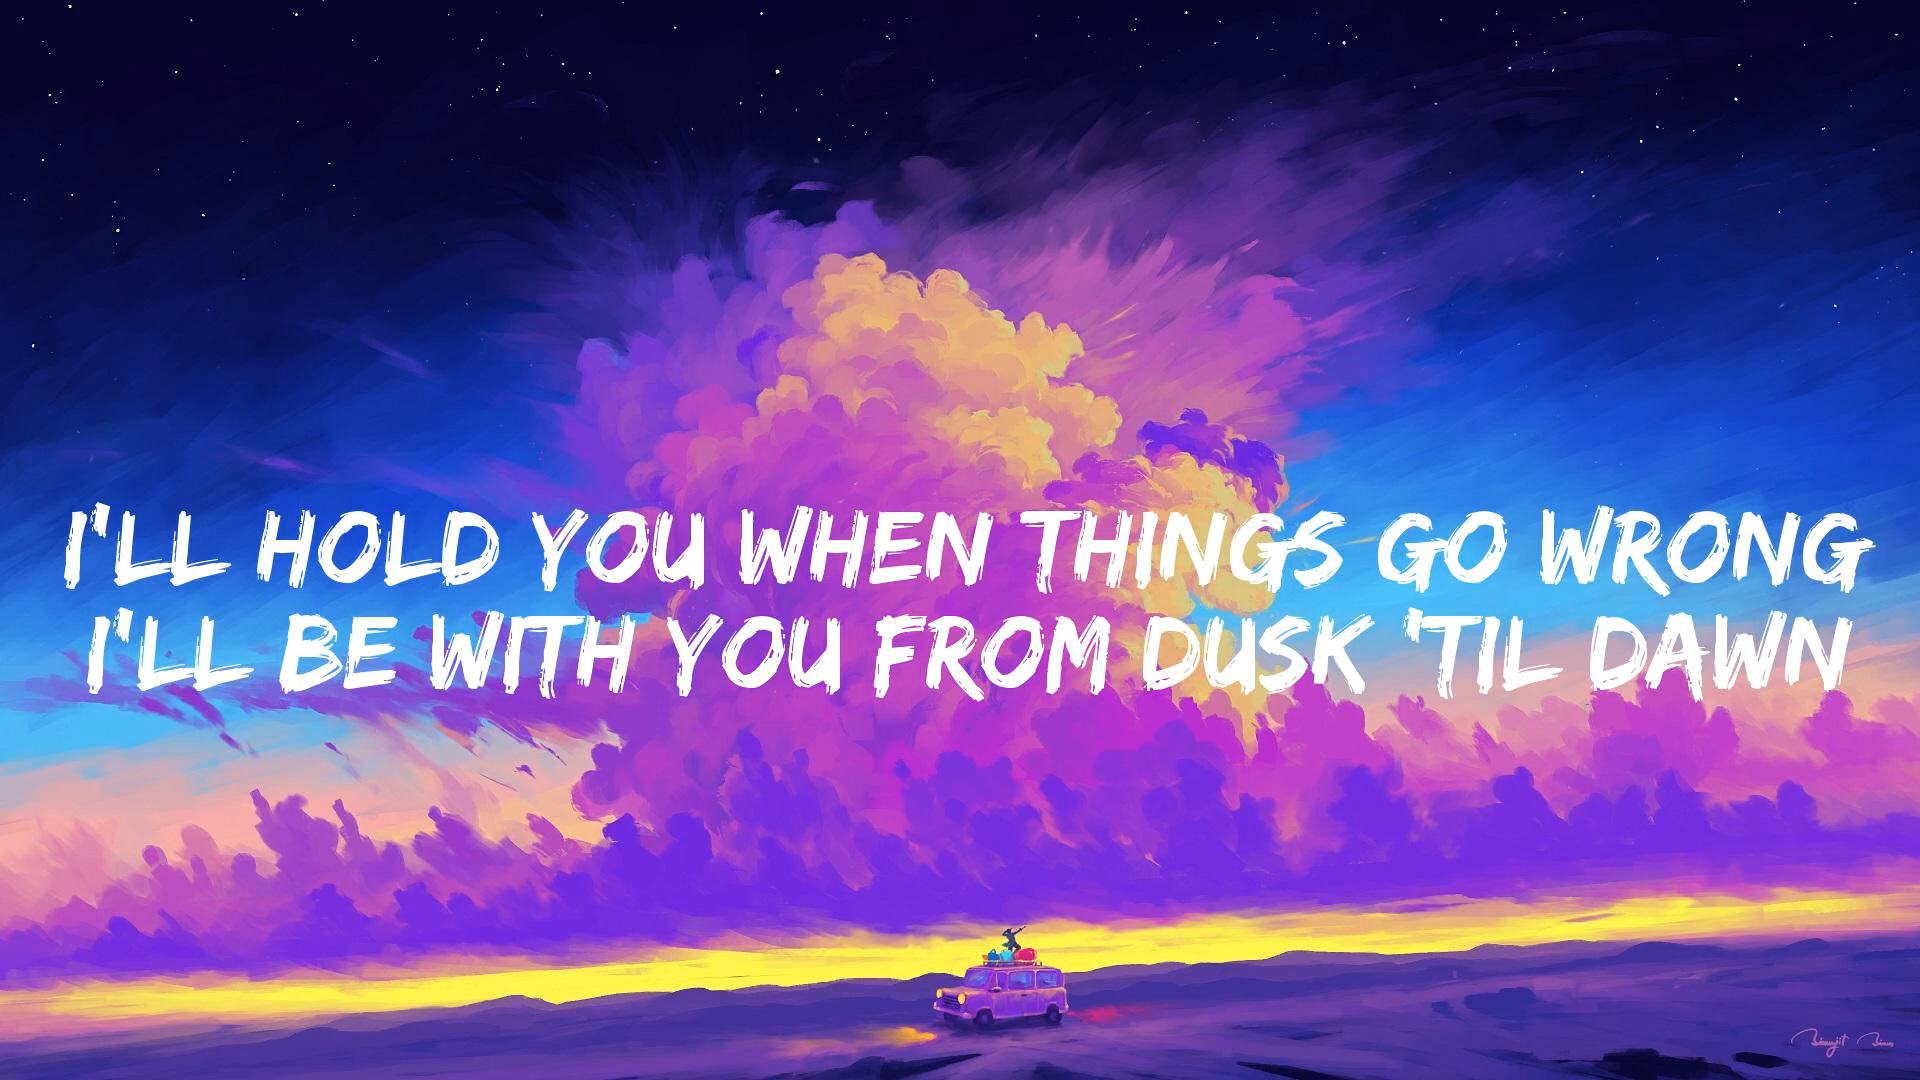 I'LL HOLD YOU WHEN THINGS GO WRONG
I'LL BE WITH YOU FROM DUSK 'TIL DAWN